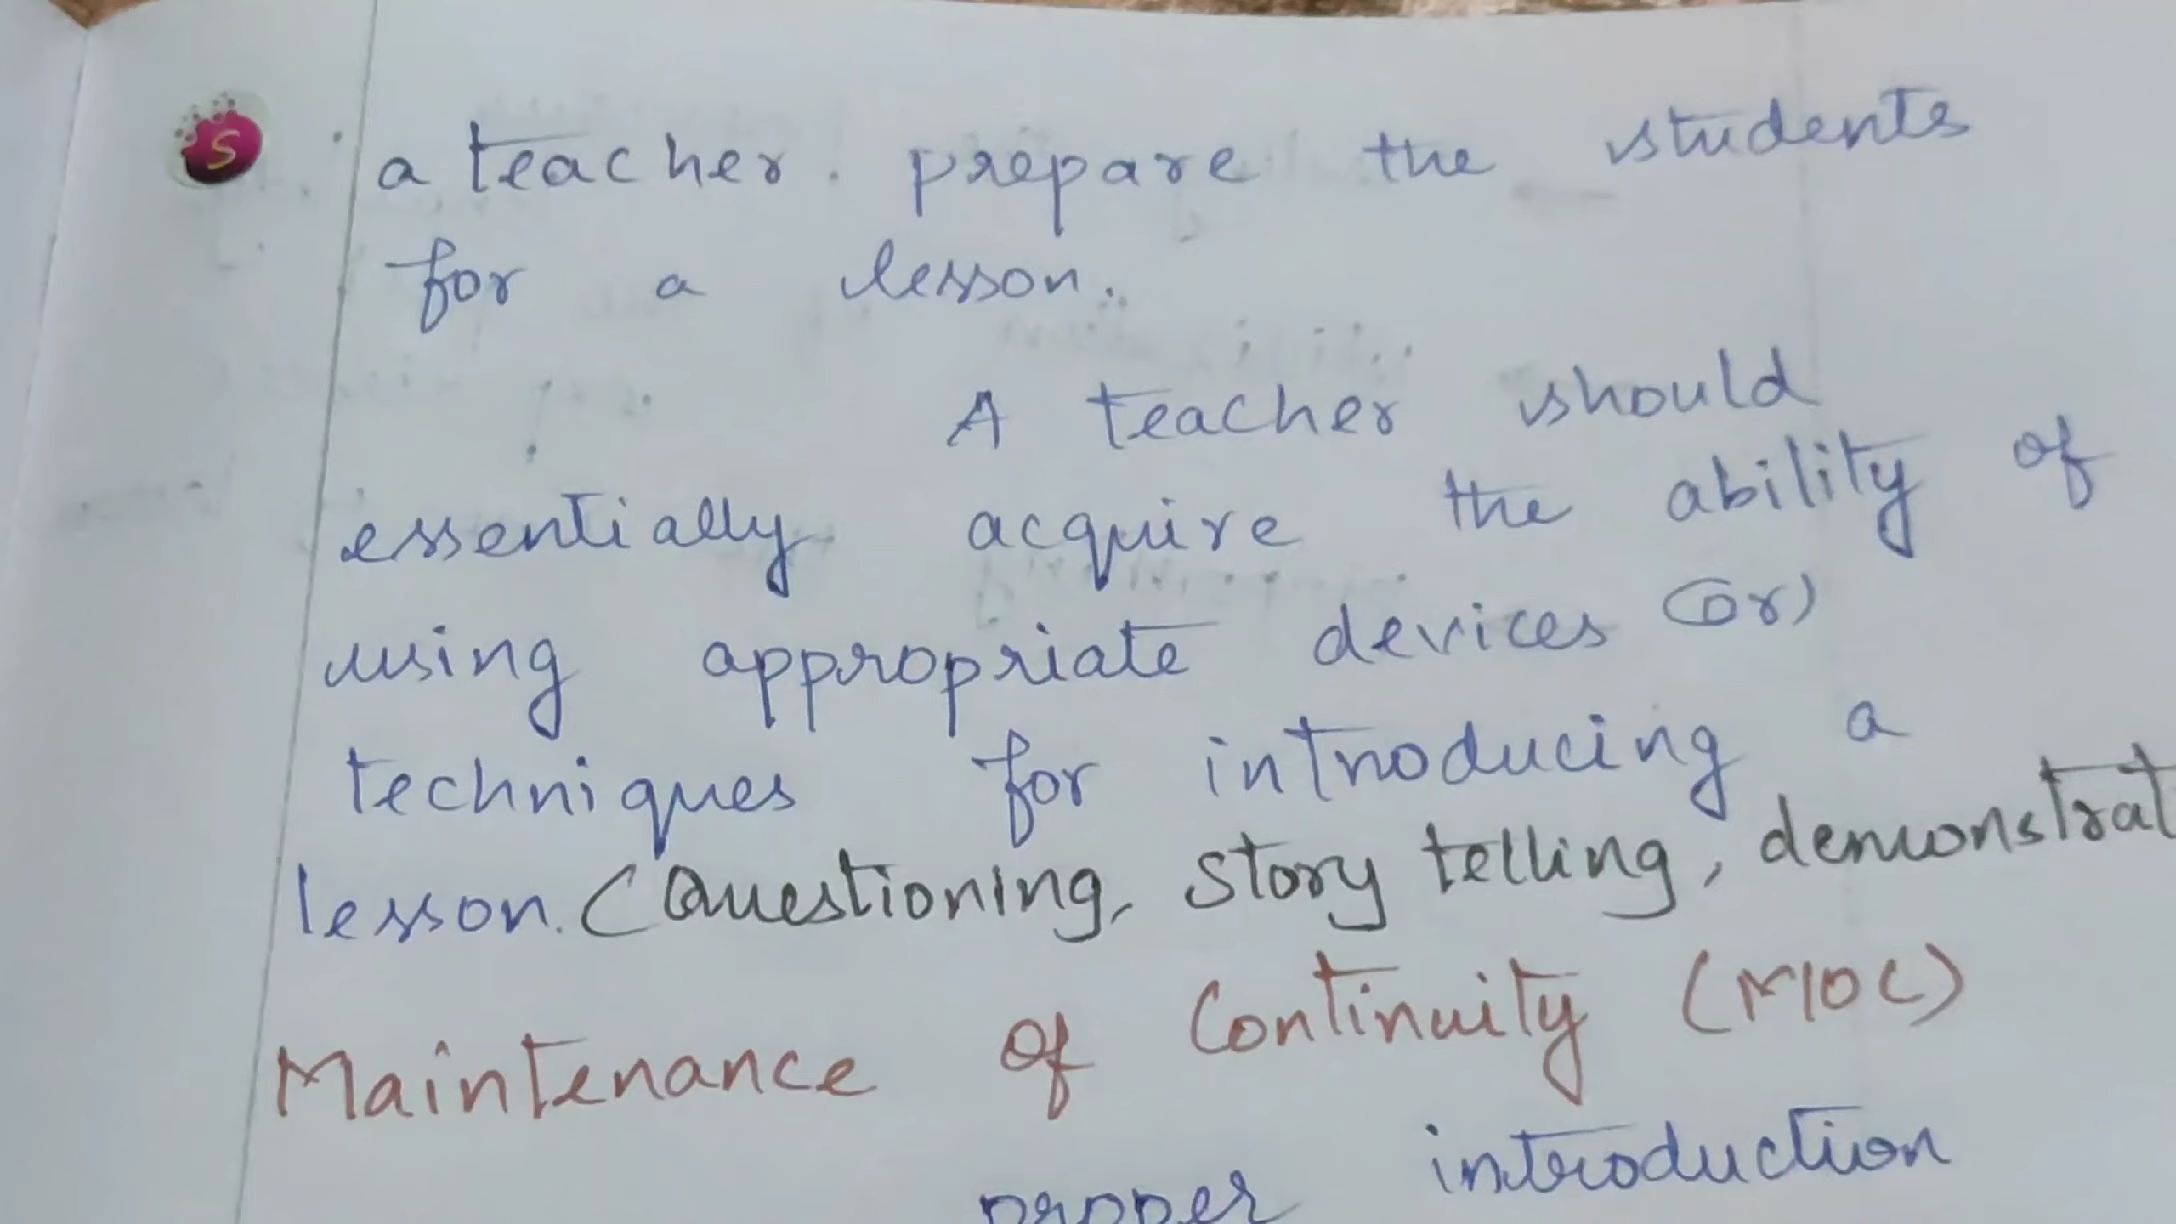 S
a teacher. prepare the students
for a lesson.
A teacher should
essentially acquire the ability of
using appropriate devices (or)
techniques for introducing a
lesson. (Questioning, Story telling, demonstrat
Maintenance of Continuity (MOC)
proper introduction